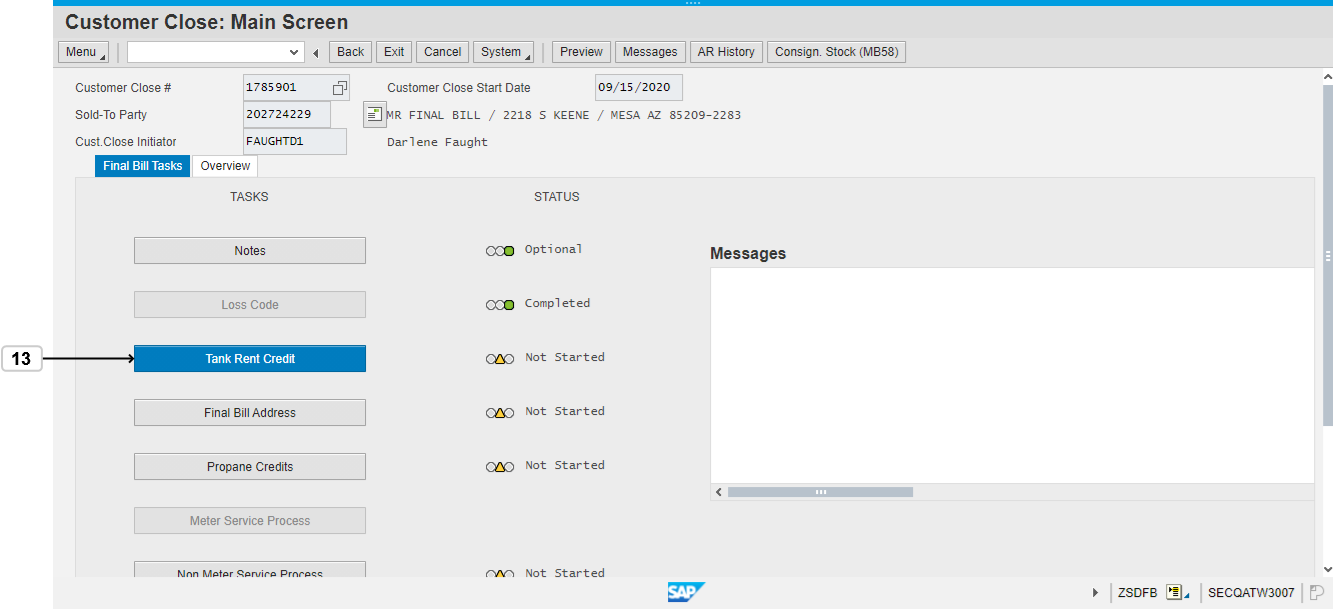 Customer Close: Main Screen
Menu Back Exit Cancel System Preview Messages AR History Consign. Stock (MB58)
Customer Close # 1785901 Customer Close Start Date 09/15/2020
Sold-To Party 202724229 MR FINAL BILL / 2218 S KEENE / MESA AZ 85209-2283
Cust.Close Initiator FAUGHTD1 Darlene Faught
Final Bill Tasks Overview
TASKS STATUS
Notes Optional
Messages
Loss Code Completed
13 Tank Rent Credit Not Started
Final Bill Address Not Started
Propane Credits Not Started
Meter Service Process
Non Meter Service Process Not Started
SAP ZSDFB SECQATW3007